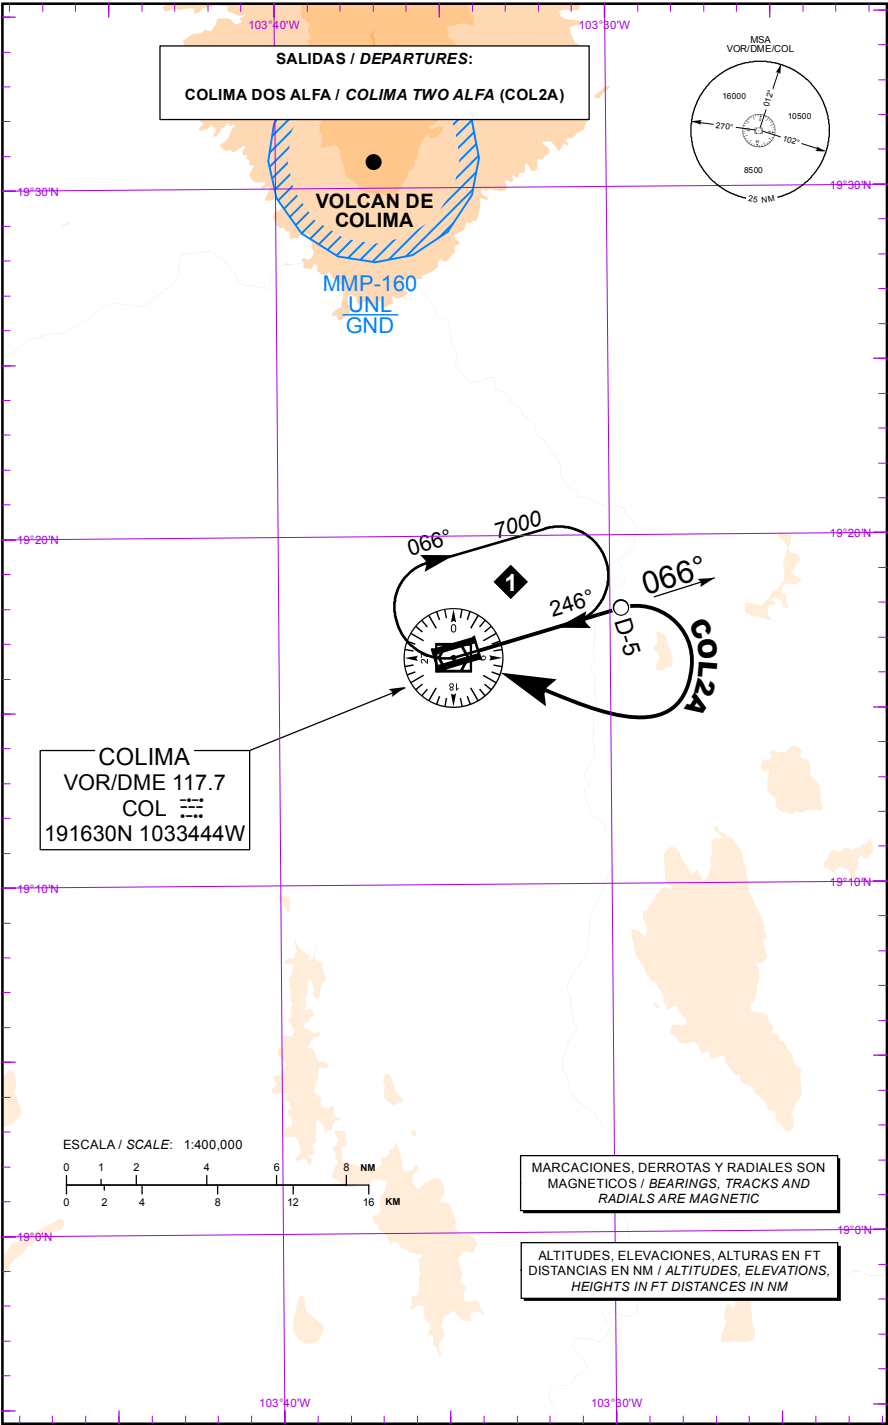 103°40'W
103°30'W
SALIDAS / DEPARTURES:
COLIMA DOS ALFA / COLIMA TWO ALFA (COL2A)
MSA
VOR/DME/COL
16000
012°
10500
270°
102°
8500
25 NM
19°30'N
19°30'N
VOLCAN DE
COLIMA
MMP-160
UNL
GND
19°20'N
19°20'N
066°
7000
1
246°
066°
D-5
COL2A
0
9
18
27
COLIMA
VOR/DME 117.7
COL
191630N 1033444W
19°10'N
19°10'N
ESCALA / SCALE: 1:400,000
0 1 2 4 6 8 NM
0 2 4 8 12 16 KM
MARCACIONES, DERROTAS Y RADIALES SON
MAGNETICOS / BEARINGS, TRACKS AND
RADIALS ARE MAGNETIC
19°0'N
19°0'N
ALTITUDES, ELEVACIONES, ALTURAS EN FT
DISTANCIAS EN NM / ALTITUDES, ELEVATIONS,
HEIGHTS IN FT DISTANCES IN NM
103°40'W
103°30'W